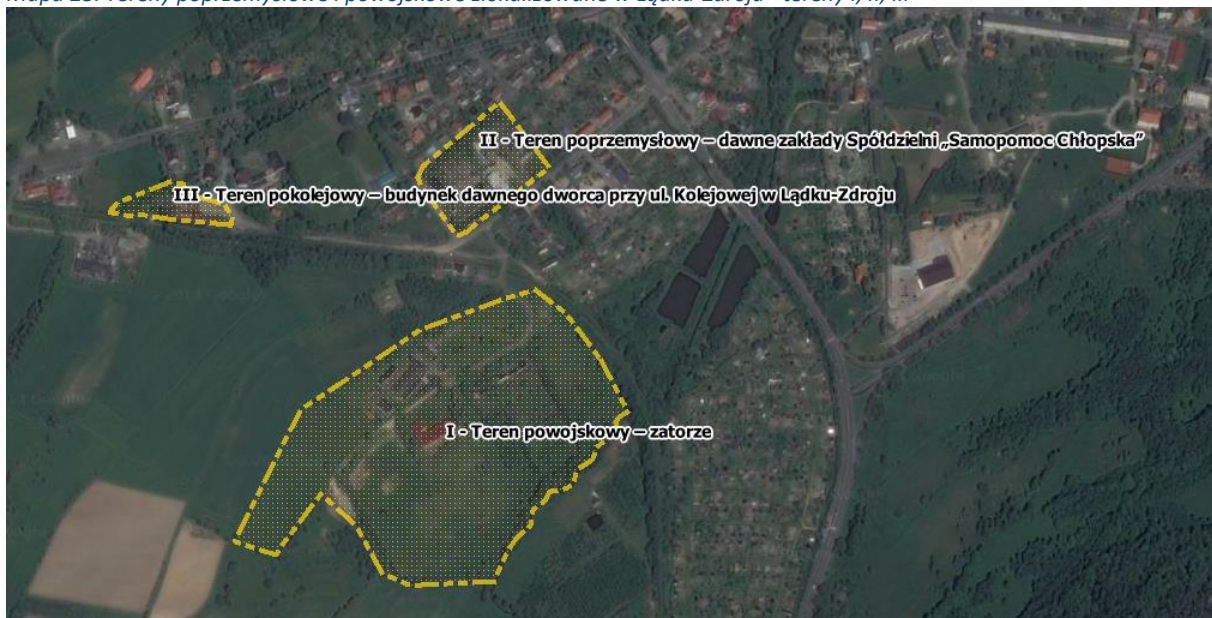 II - Teren poprzemysłowy – dawne zakłady Spółdzielni „Samopomoc Chłopska”
III - Teren pokolejowy – budynek dawnego dworca przy ul. Kolejowej w Lądku-Zdroju
I - Teren powojskowy – zatorze